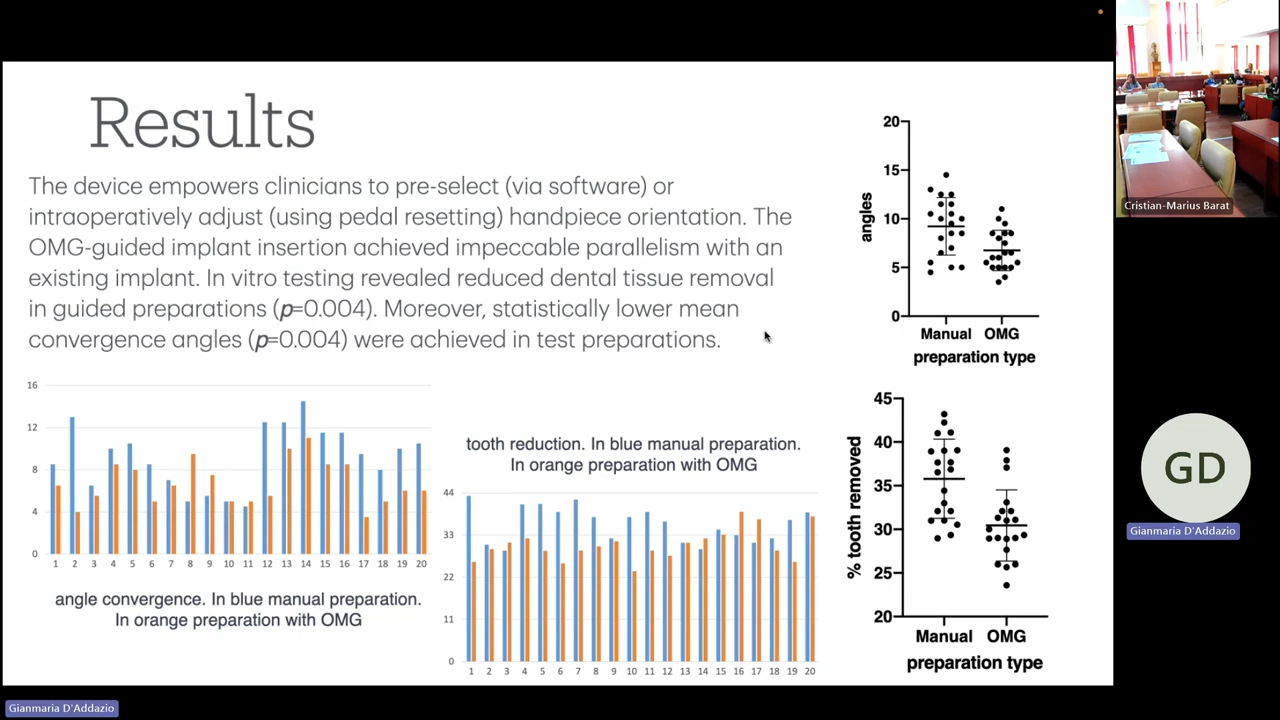 Results
The device empowers clinicians to pre-select (via software) or
intraoperatively adjust (using pedal resetting) handpiece orientation. The
OMG-guided implant insertion achieved impeccable parallelism with an
existing implant. In vitro testing revealed reduced dental tissue removal
in guided preparations (p=0.004). Moreover, statistically lower mean
convergence angles (p=0.004) were achieved in test preparations.
16
12
8
4
0
1 2 3 4 5 6 7 8 9 10 11 12 13 14 15 16 17 18 19 20
angle convergence. In blue manual preparation.
In orange preparation with OMG
tooth reduction. In blue manual preparation.
In orange preparation with OMG
44
33
22
11
0
1 2 3 4 5 6 7 8 9 10 11 12 13 14 15 16 17 18 19 20
20
15
10
5
0
angles
Manual OMG
preparation type
45
40
35
30
25
20
% tooth removed
Manual OMG
preparation type
Cristian-Marius Barat
GD
Gianmaria D'Addazio
Gianmaria D'Addazio